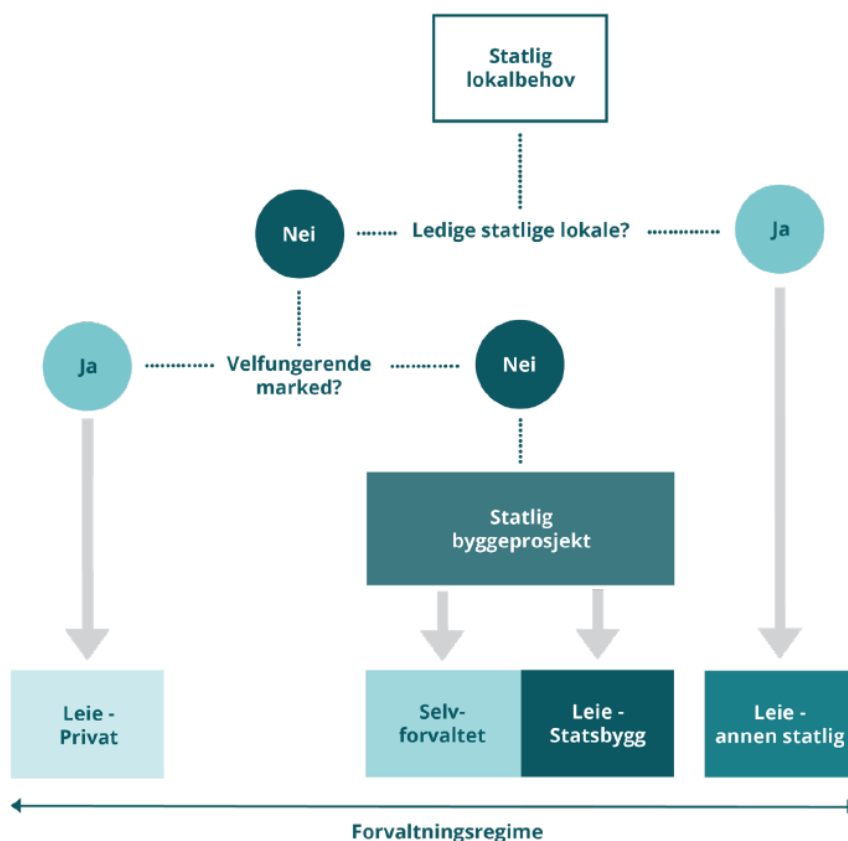 Statlig
lokalbehov
Nei
Ledige statlige lokale?
Ja
Ja
Velfungerende
marked?
Nei
Statlig
byggeprosjekt
Leie -
Privat
Selv-
forvaltet
Leie -
Statsbygg
Leie -
annen statlig
Forvaltningsregime